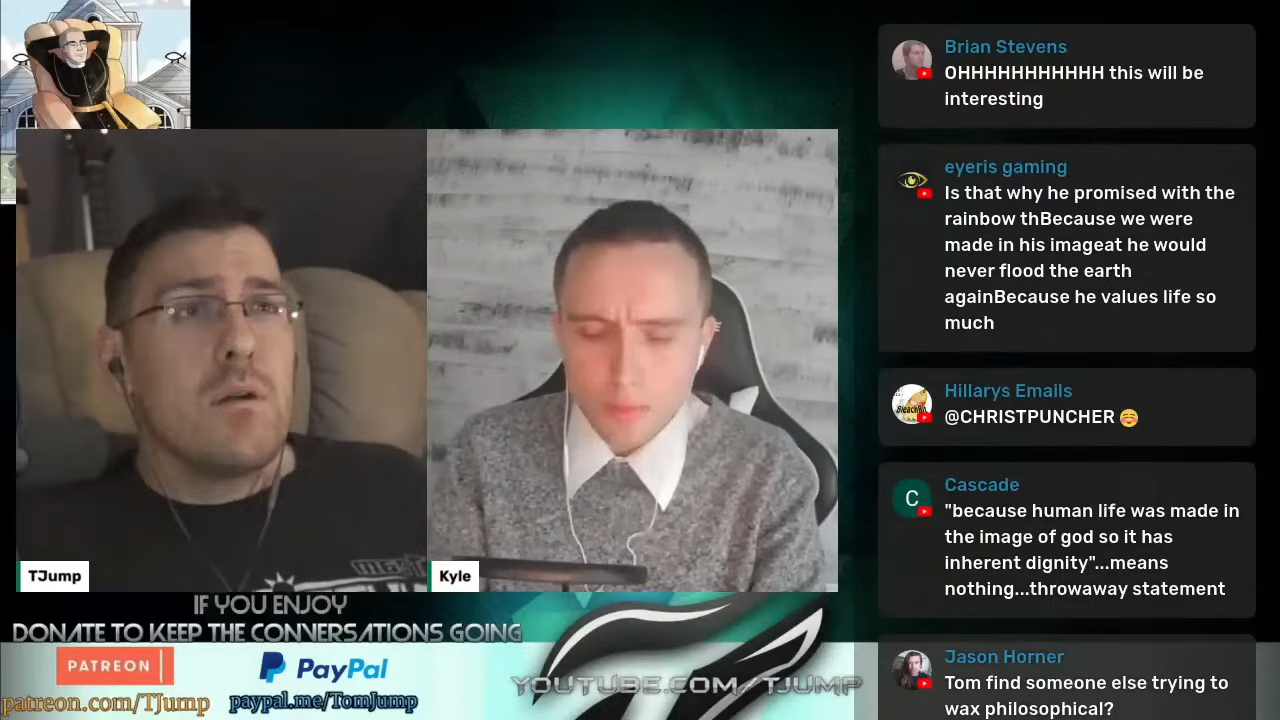 Brian Stevens
OHHHHHHHHHHH this will be
interesting
eyeris gaming
Is that why he promised with the
rainbow thBecause we were
made in his imageat he would
never flood the earth
againBecause he values life so
much
Hillarys Emails
@CHRISTPUNCHER ☺️
Cascade
C
"because human life was made in
the image of god so it has
inherent dignity"...means
nothing...throwaway statement
Jason Horner
Tom find someone else trying to
wax philosophical?
TJump
Kyle
IF YOU ENJOY
DONATE TO KEEP THE CONVERSATIONS GOING
PATREON
PayPal
patreon.com/TJump
paypal.me/TomJump
YOUTUBE.COM/TJUMP